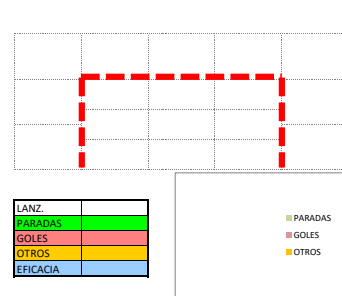 LANZ.
PARADAS
GOLES
OTROS
EFICACIA
PARADAS
GOLES
OTROS